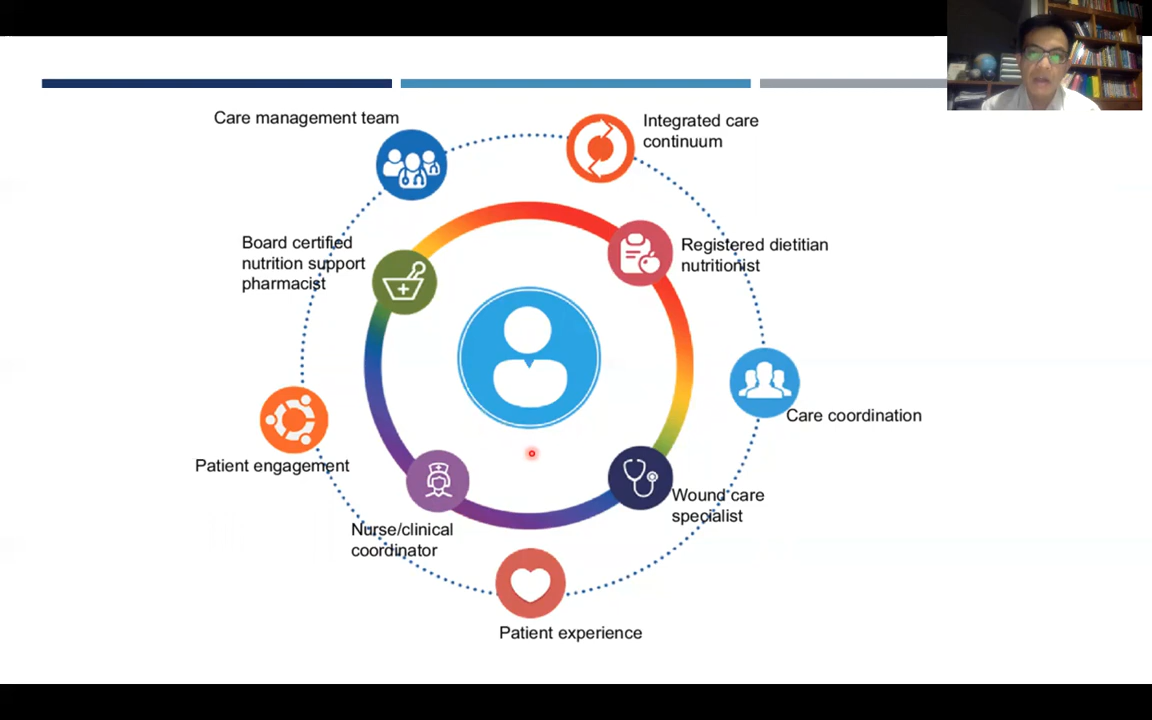 Care management team
Integrated care
continuum
Board certified
nutrition support
pharmacist
Registered dietitian
nutritionist
Care coordination
Patient engagement
Wound care
specialist
Nurse/clinical
coordinator
Patient experience